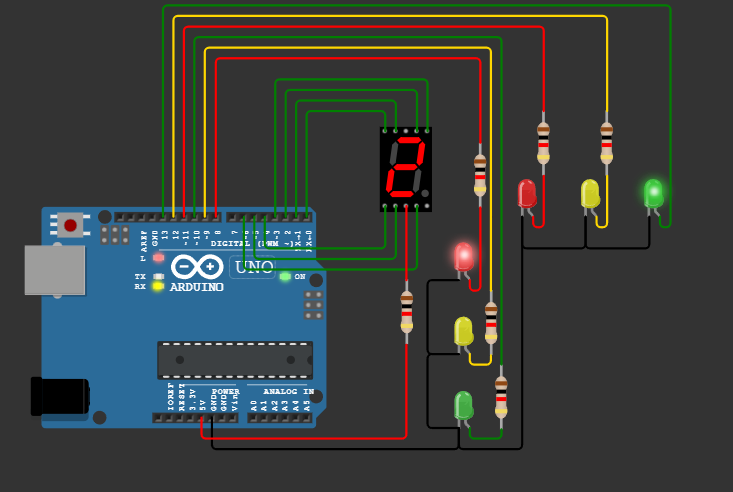 AREF
GND
13
12
~11
~10
~9
8
7
~6
~5
4
~3
2
TX→1
RX←0
DIGITAL (PWM ~)
L
TX
RX
ARDUINO
UNO
ON
IOREF
RESET
3.3V
5V
GND
GND
Vin
POWER
ANALOG IN
A0
A1
A2
A3
A4
A5
2